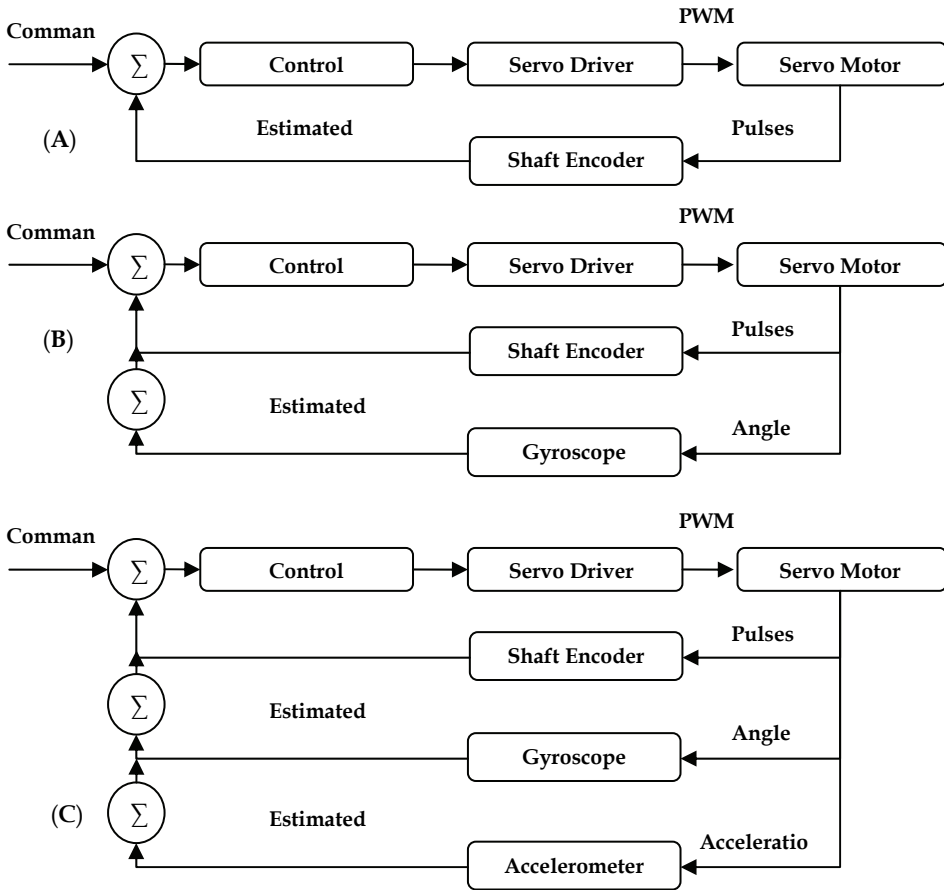 PWM
Comman
∑
Control
Servo Driver
Servo Motor
(A)
Estimated
Pulses
Shaft Encoder
PWM
Comman
∑
Control
Servo Driver
Servo Motor
(B)
Pulses
Shaft Encoder
∑
Estimated
Angle
Gyroscope
PWM
Comman
∑
Control
Servo Driver
Servo Motor
Pulses
Shaft Encoder
∑
Estimated
Angle
Gyroscope
(C)
∑
Estimated
Acceleratio
Accelerometer